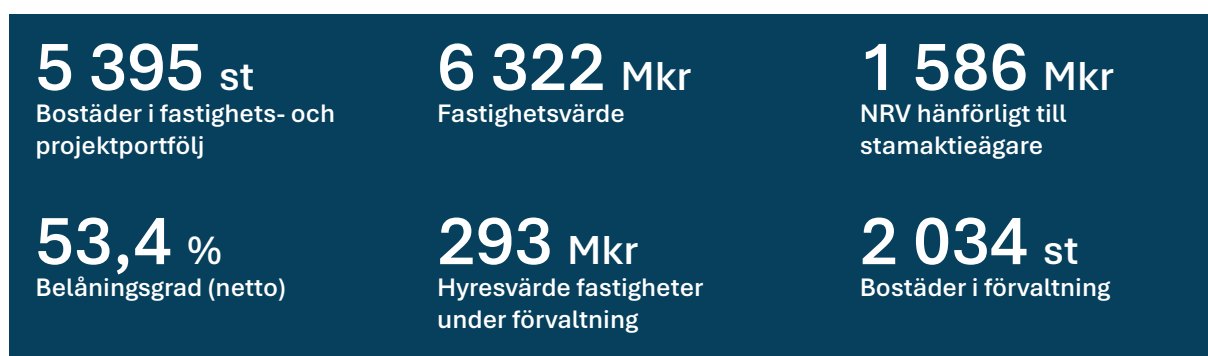 5 395 st
Bostäder i fastighets- och
projektportfölj
6 322 Mkr
Fastighetsvärde
1 586 Mkr
NRV hänförligt till
stamaktieägare
53,4 %
Belåningsgrad (netto)
293 Mkr
Hyresvärde fastigheter
under förvaltning
2 034 st
Bostäder i förvaltning